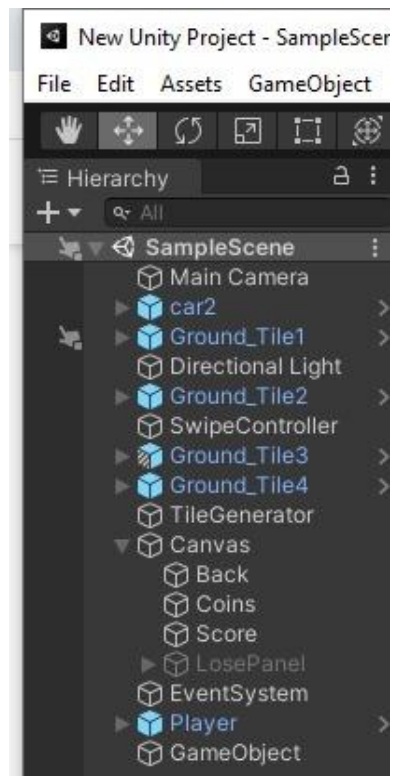 New Unity Project - SampleScen
File Edit Assets GameObject
Hierarchy
All
SampleScene
Main Camera
car2
Ground_Tile1
Directional Light
Ground_Tile2
SwipeController
Ground_Tile3
Ground_Tile4
TileGenerator
Canvas
Back
Coins
Score
LosePanel
EventSystem
Player
GameObject